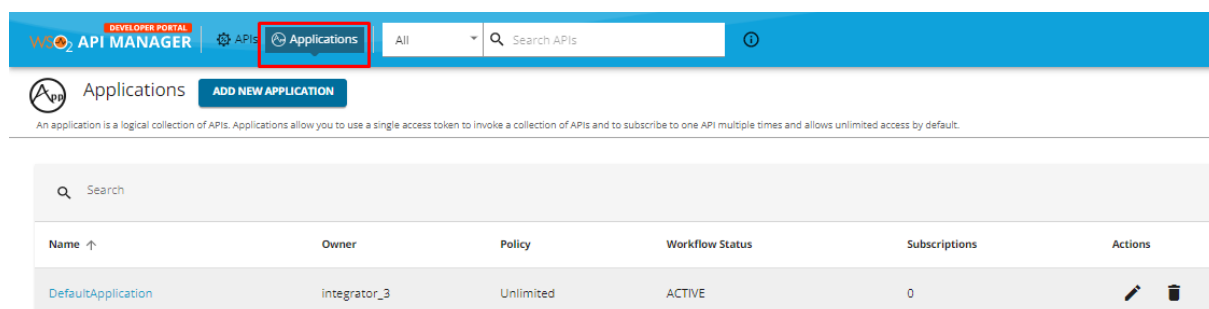 DEVELOPER PORTAL
WSO2 API MANAGER APIs Applications All Search APIs
App Applications ADD NEW APPLICATION
An application is a logical collection of APIs. Applications allow you to use a single access token to invoke a collection of APIs and to subscribe to one API multiple times and allows unlimited access by default.
Search
Name Owner Policy Workflow Status Subscriptions Actions
DefaultApplication integrator_3 Unlimited ACTIVE 0